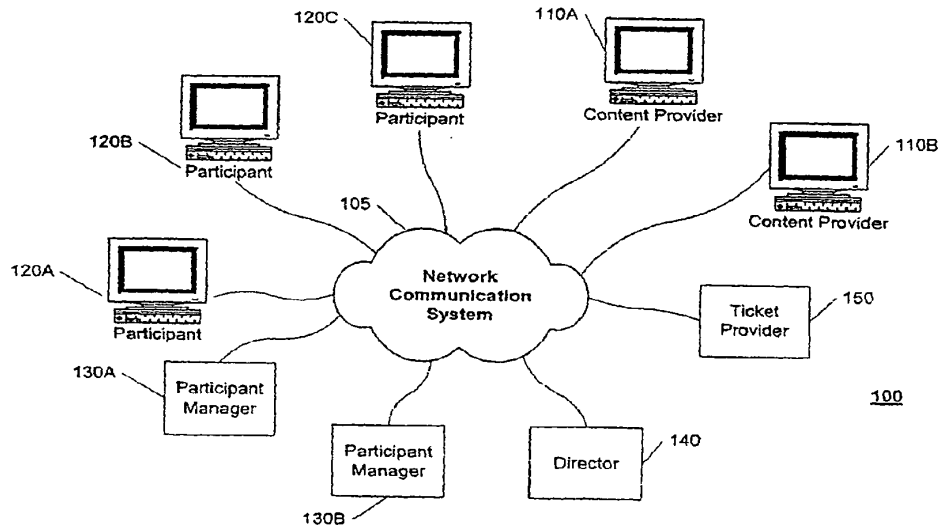 120C
110A
Participant
Content Provider
120B
Participant
110B
Content Provider
105
Network
Communication
System
120A
Participant
Ticket
Provider
150
130A
Participant
Manager
100
Participant
Manager
130B
Director
140